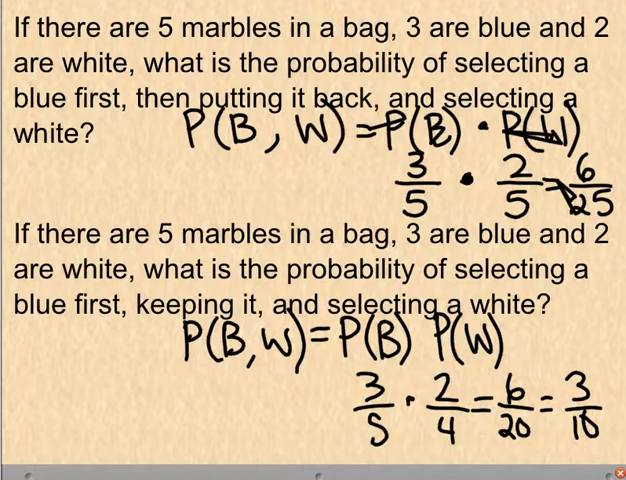 If there are 5 marbles in a bag, 3 are blue and 2
are white, what is the probability of selecting a
blue first, then putting it back, and selecting a
white?
P(B, W) = P(B) · P(W)
3/5 · 2/5 = 6/25
If there are 5 marbles in a bag, 3 are blue and 2
are white, what is the probability of selecting a
blue first, keeping it, and selecting a white?
P(B, W) = P(B) P(W)
3/5 · 2/4 = 6/20 = 3/10